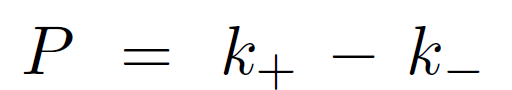 P = k₊ − k₋